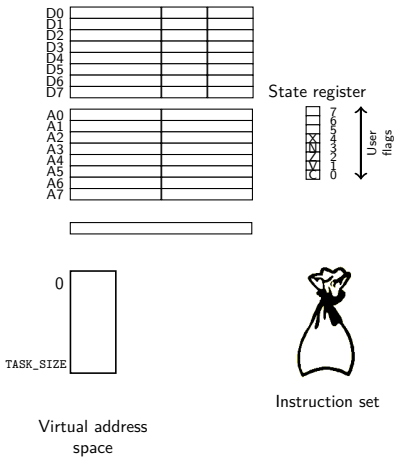 D0
D1
D2
D3
D4
D5
D6
D7
State register
A0
A1
A2
A3
A4
A5
A6
A7
7
6
5
X 4
N 3
Z 2
V 1
C 0
User
flags
0
TASK_SIZE
Virtual address
space
Instruction set